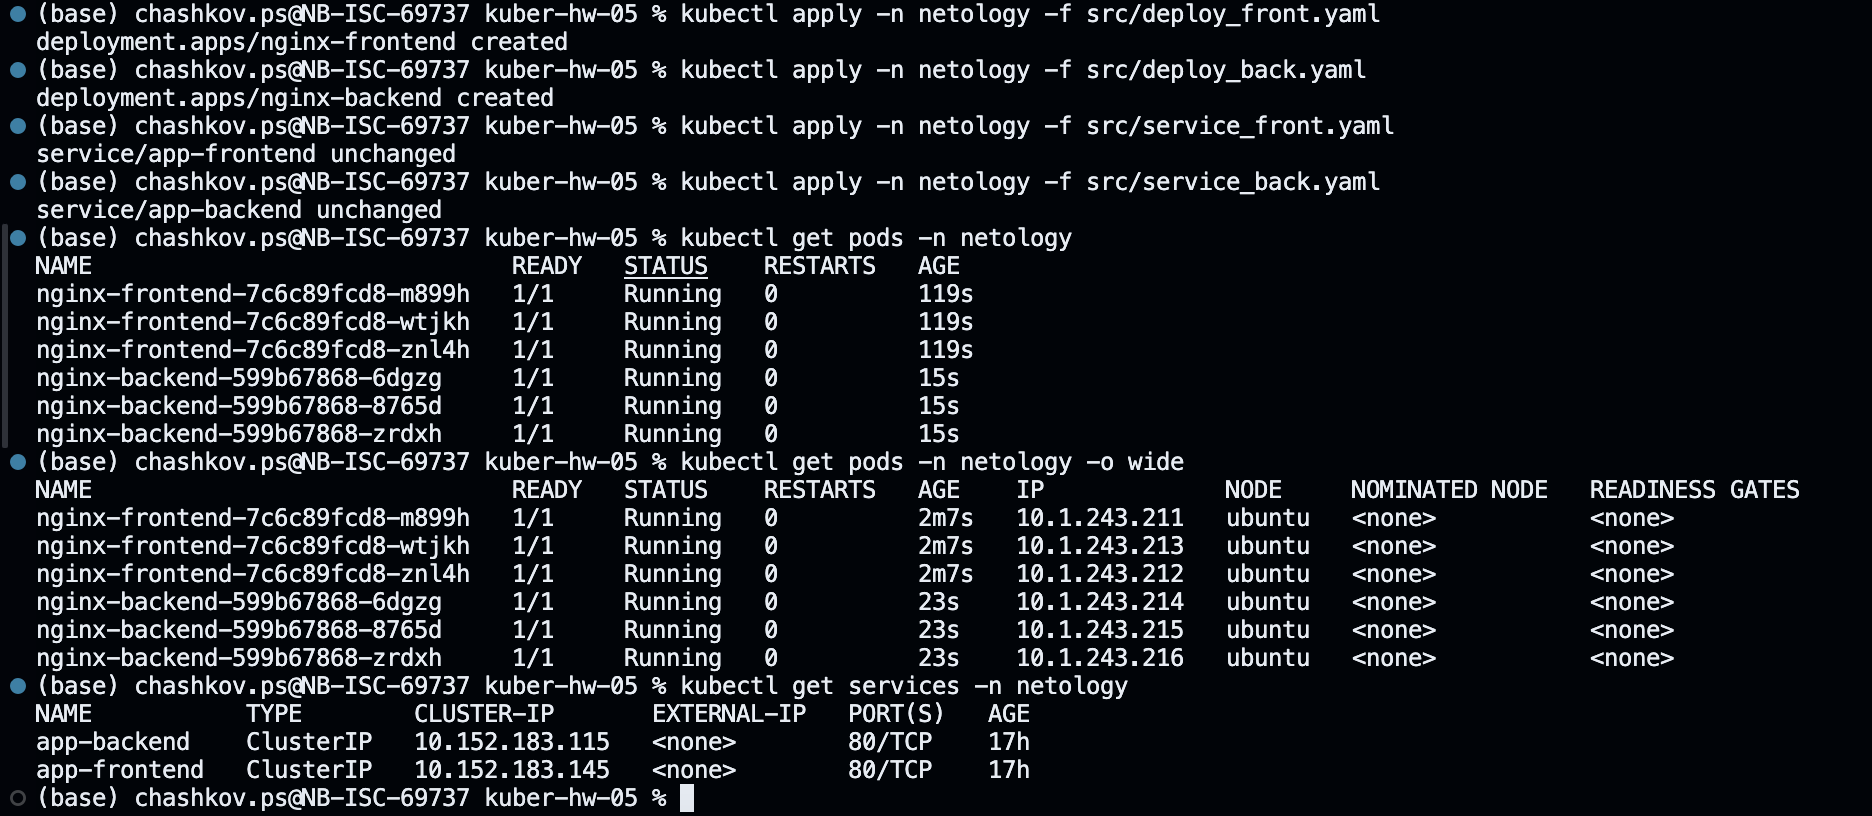 (base) chashkov.ps@NB-ISC-69737 kuber-hw-05 % kubectl apply -n netology -f src/deploy_front.yaml
deployment.apps/nginx-frontend created
(base) chashkov.ps@NB-ISC-69737 kuber-hw-05 % kubectl apply -n netology -f src/deploy_back.yaml
deployment.apps/nginx-backend created
(base) chashkov.ps@NB-ISC-69737 kuber-hw-05 % kubectl apply -n netology -f src/service_front.yaml
service/app-frontend unchanged
(base) chashkov.ps@NB-ISC-69737 kuber-hw-05 % kubectl apply -n netology -f src/service_back.yaml
service/app-backend unchanged
(base) chashkov.ps@NB-ISC-69737 kuber-hw-05 % kubectl get pods -n netology
NAME                              READY   STATUS    RESTARTS   AGE
nginx-frontend-7c6c89fcd8-m899h   1/1     Running   0          119s
nginx-frontend-7c6c89fcd8-wtjkh   1/1     Running   0          119s
nginx-frontend-7c6c89fcd8-znl4h   1/1     Running   0          119s
nginx-backend-599b67868-6dgzg     1/1     Running   0          15s
nginx-backend-599b67868-8765d     1/1     Running   0          15s
nginx-backend-599b67868-zrdxh     1/1     Running   0          15s
(base) chashkov.ps@NB-ISC-69737 kuber-hw-05 % kubectl get pods -n netology -o wide
NAME                              READY   STATUS    RESTARTS   AGE    IP             NODE     NOMINATED NODE   READINESS GATES
nginx-frontend-7c6c89fcd8-m899h   1/1     Running   0          2m7s   10.1.243.211   ubuntu   <none>           <none>
nginx-frontend-7c6c89fcd8-wtjkh   1/1     Running   0          2m7s   10.1.243.213   ubuntu   <none>           <none>
nginx-frontend-7c6c89fcd8-znl4h   1/1     Running   0          2m7s   10.1.243.212   ubuntu   <none>           <none>
nginx-backend-599b67868-6dgzg     1/1     Running   0          23s    10.1.243.214   ubuntu   <none>           <none>
nginx-backend-599b67868-8765d     1/1     Running   0          23s    10.1.243.215   ubuntu   <none>           <none>
nginx-backend-599b67868-zrdxh     1/1     Running   0          23s    10.1.243.216   ubuntu   <none>           <none>
(base) chashkov.ps@NB-ISC-69737 kuber-hw-05 % kubectl get services -n netology
NAME           TYPE        CLUSTER-IP       EXTERNAL-IP   PORT(S)   AGE
app-backend    ClusterIP   10.152.183.115   <none>        80/TCP    17h
app-frontend   ClusterIP   10.152.183.145   <none>        80/TCP    17h
(base) chashkov.ps@NB-ISC-69737 kuber-hw-05 %